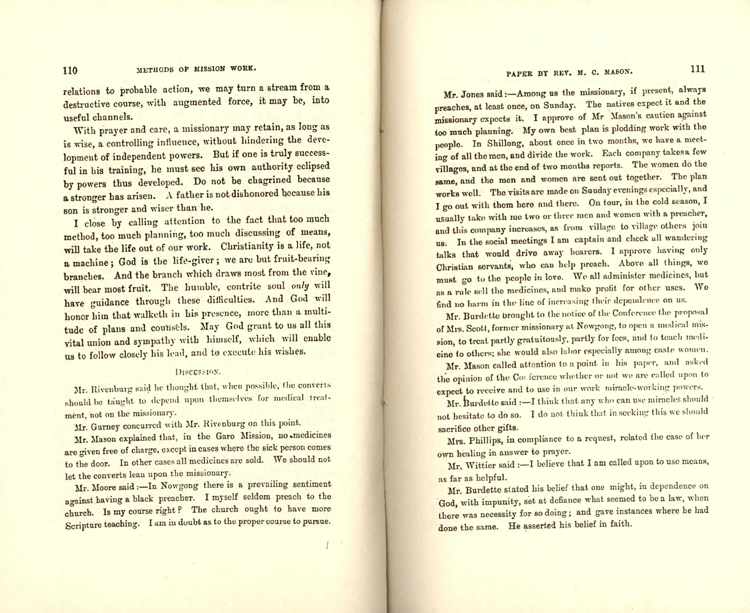 110 METHODS OF MISSION WORK.
relations to probable action, we may turn a stream from a
destructive course, with augmented force, it may be, into
useful channels.
With prayer and care, a missionary may retain, as long as
is wise, a controlling influence, without hindering the deve-
lopment of independent powers. But if one is truly success-
ful in his training, he must see his own authority eclipsed
by powers thus developed. Do not be chagrined because
a stronger has arisen. A father is not dishonored because his
son is stronger and wiser than he.
I close by calling attention to the fact that too much
method, too much planning, too much discussing of means,
will take the life out of our work. Christianity is a life, not
a machine; God is the life-giver; we are but fruit-bearing
branches. And the branch which draws most from the vine,
will bear most fruit. The humble, contrite soul only will
have guidance through these difficulties. And God will
honor him that walketh in his presence, more than a multi-
tude of plans and counsels. May God grant to us all this
vital union and sympathy with himself, which will enable
us to follow closely his lead, and to execute his wishes.
DISCUSSION.
Mr. Rivenburg said he thought that, when possible, the converts
should be taught to depend upon themselves for medical treat-
ment, not on the missionary.
Mr. Gurney concurred with Mr. Rivenburg on this point.
Mr. Mason explained that, in the Garo Mission, no medicines
are given free of charge, except in cases where the sick person comes
to the door. In other cases all medicines are sold. We should not
let the converts lean upon the missionary.
Mr. Moore said:—In Nowgong there is a prevailing sentiment
against having a black preacher. I myself seldom preach to the
church. Is my course right? The church ought to have more
Scripture teaching. I am in doubt as to the proper course to pursue.
PAPER BY REV. M. C. MASON. 111
Mr. Jones said:—Among us the missionary, if present, always
preaches, at least once, on Sunday. The natives expect it and the
missionary expects it. I approve of Mr Mason's caution against
too much planning. My own best plan is plodding work with the
people. In Shillong, about once in two months, we have a meet-
ing of all the men, and divide the work. Each company takes a few
villages, and at the end of two months reports. The women do the
same, and the men and women are sent out together. The plan
works well. The visits are made on Sunday evenings especially, and
I go out with them here and there. On tour, in the cold season, I
usually take with me two or three men and women with a preacher,
and this company increases, as from village to village others join
us. In the social meetings I am captain and check all wandering
talks that would drive away hearers. I approve having only
Christian servants, who can help preach. Above all things, we
must go to the people in love. We all administer medicines, but
as a rule sell the medicines, and make profit for other uses. We
find no harm in the line of increasing their dependence on us.
Mr. Burdette brought to the notice of the Conference the proposal
of Mrs. Scott, former missionary at Nowgong, to open a medical mis-
sion, to treat partly gratuitously, partly for fees, and to teach medi-
cine to others; she would also labor especially among caste women.
Mr. Mason called attention to a point in his paper, and asked
the opinion of the Conference whether or not we are called upon to
expect to receive and to use in our work miracle-working powers.
Mr. Burdette said:—I think that any who can use miracles should
not hesitate to do so. I do not think that in seeking this we should
sacrifice other gifts.
Mrs. Phillips, in compliance to a request, related the case of her
own healing in answer to prayer.
Mr. Wittier said:—I believe that I am called upon to use means,
as far as helpful.
Mr. Burdette stated his belief that one might, in dependence on
God, with impunity, set at defiance what seemed to be a law, when
there was necessity for so doing; and gave instances where he had
done the same. He asserted his belief in faith.